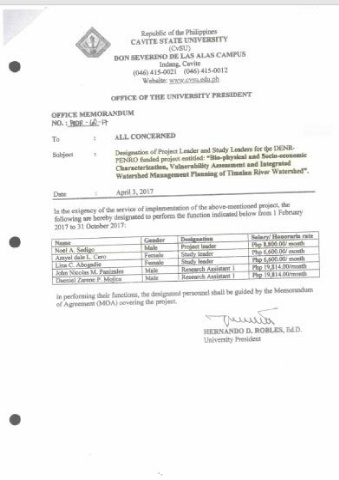 Republic of the Philippines
CAVITE STATE UNIVERSITY
(CvSU)
DON SEVERINO DE LAS ALAS CAMPUS
Indang, Cavite
(046) 415-0021 (046) 415-0012
Website: www.cvsu.edu.ph
OFFICE OF THE UNIVERSITY PRESIDENT
OFFICE MEMORANDUM
NO.:
To : ALL CONCERNED
Subject : Designation of Project Leader and Study Leaders for the DENR-
PENRO funded project entitled: "Bio-physical and Socio-economic
Characterization, Vulnerability Assessment and Integrated
Watershed Management Planning of Timalan River Watershed".
Date : April 3, 2017
In the exigency of the service of implementation of the above-mentioned project, the
following are hereby designated to perform the function indicated below from 1 February
2017 to 31 October 2017:
Name Gender Designation Salary/ Honoraria rate
Noel A. Sedigo Male Project leader Php 8,800.00/ month
L. Cero Female Study leader Php 6,600.00/ month
C. Abogadie Female Study leader Php 6,600.00/ month
John Nicolas M. Male Research Assistant 1 Php 19,814.00/month
Zarene P. Mojica Male Research Assistant 1 Php 19,814.00/month
In performing their functions, the designated personnel shall be guided by the Memorandum
of Agreement (MOA) covering the project.
HERNANDO D. ROBLES, Ed.D.
University President